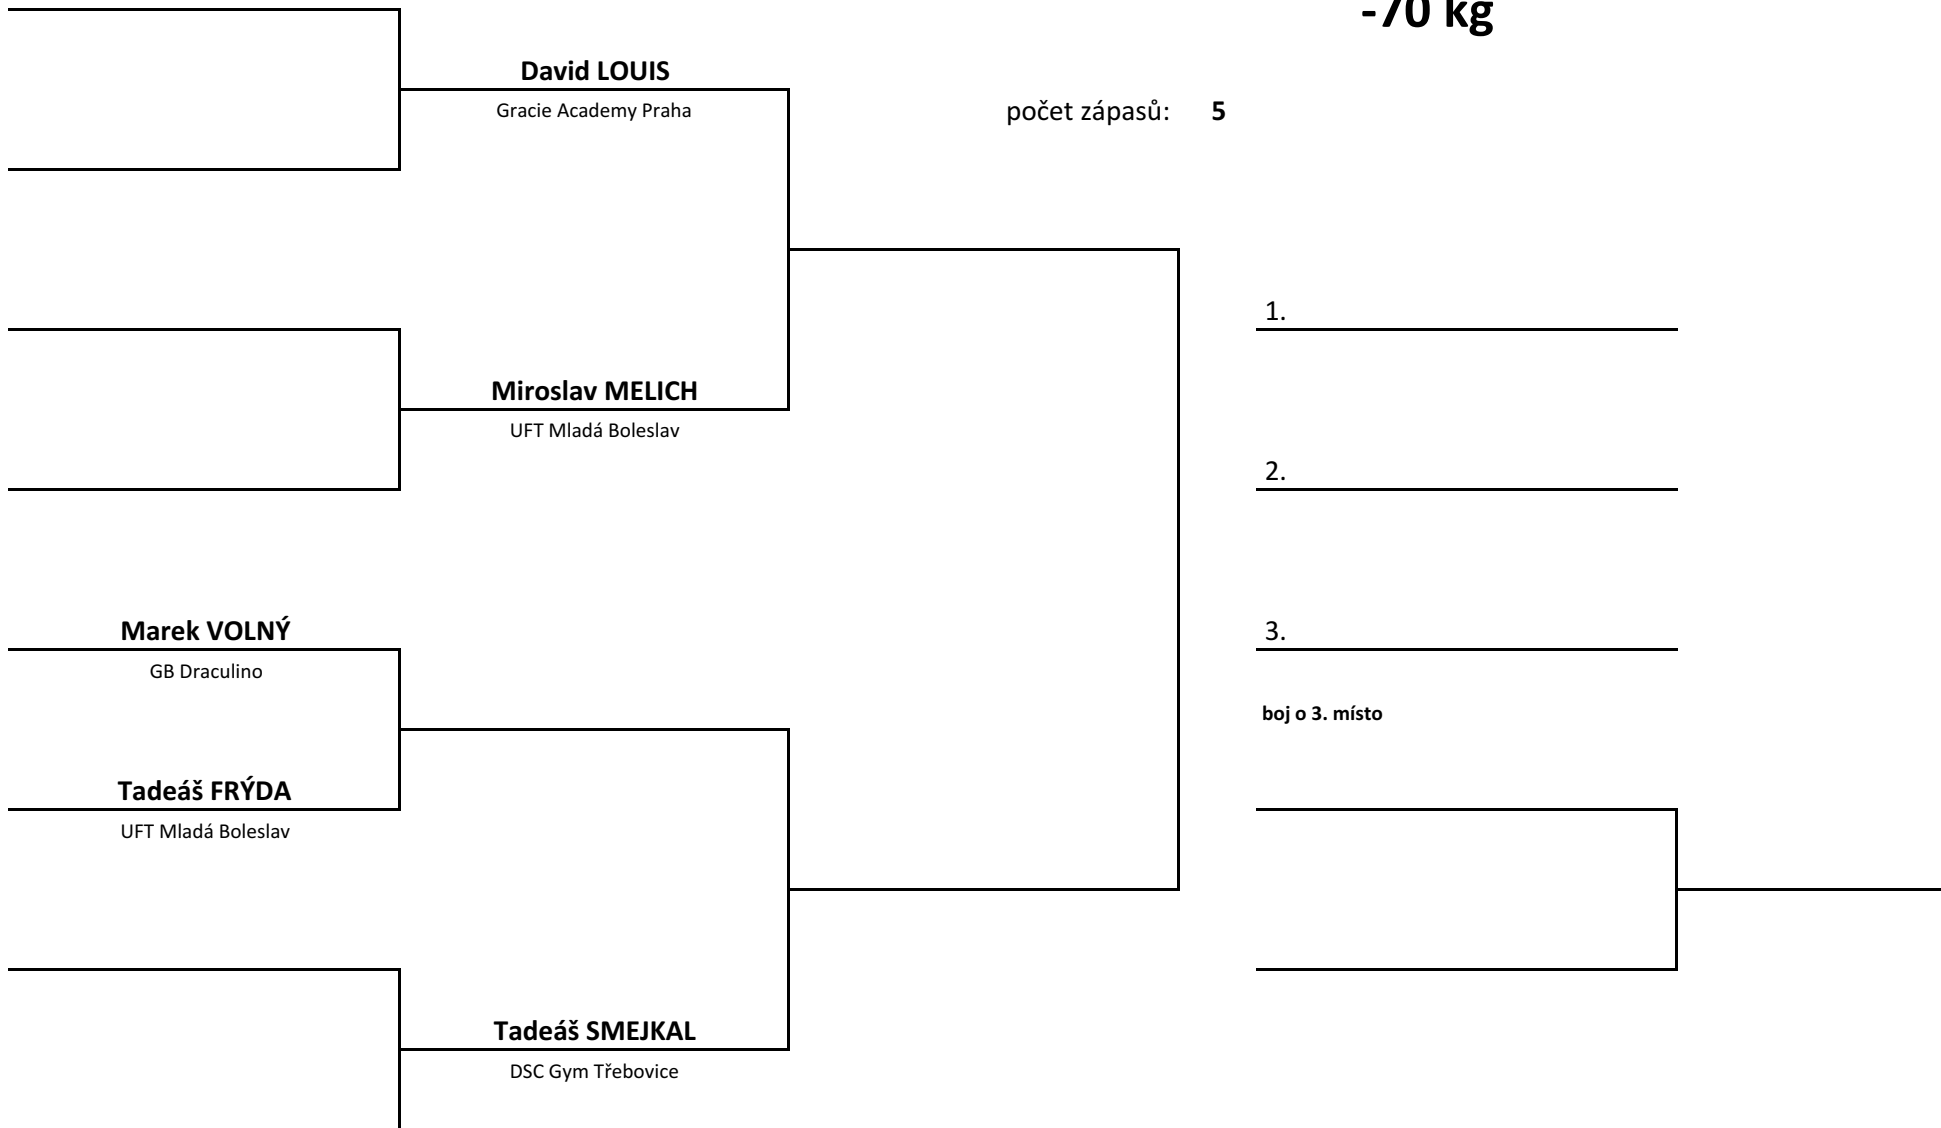 -70 kg
David LOUIS
Gracie Academy Praha
počet zápasů: 5
1.
Miroslav MELICH
UFT Mladá Boleslav
2.
Marek VOLNÝ
GB Draculino
3.
boj o 3. místo
Tadeáš FRÝDA
UFT Mladá Boleslav
Tadeáš SMEJKAL
DSC Gym Třebovice